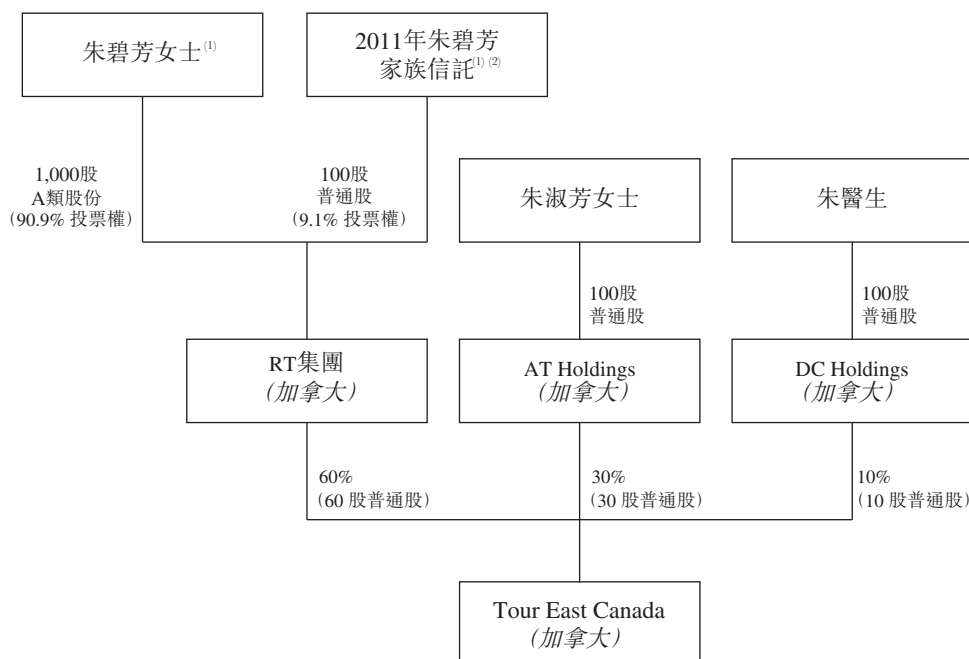 朱碧芳女士(1)
2011年朱碧芳
家族信託(1) (2)
1,000股
A類股份
(90.9% 投票權)
100股
普通股
(9.1% 投票權)
朱淑芳女士
朱醫生
100股
普通股
100股
普通股
RT集團
(加拿大)
AT Holdings
(加拿大)
DC Holdings
(加拿大)
60%
(60 股普通股)
30%
(30 股普通股)
10%
(10 股普通股)
Tour East Canada
(加拿大)